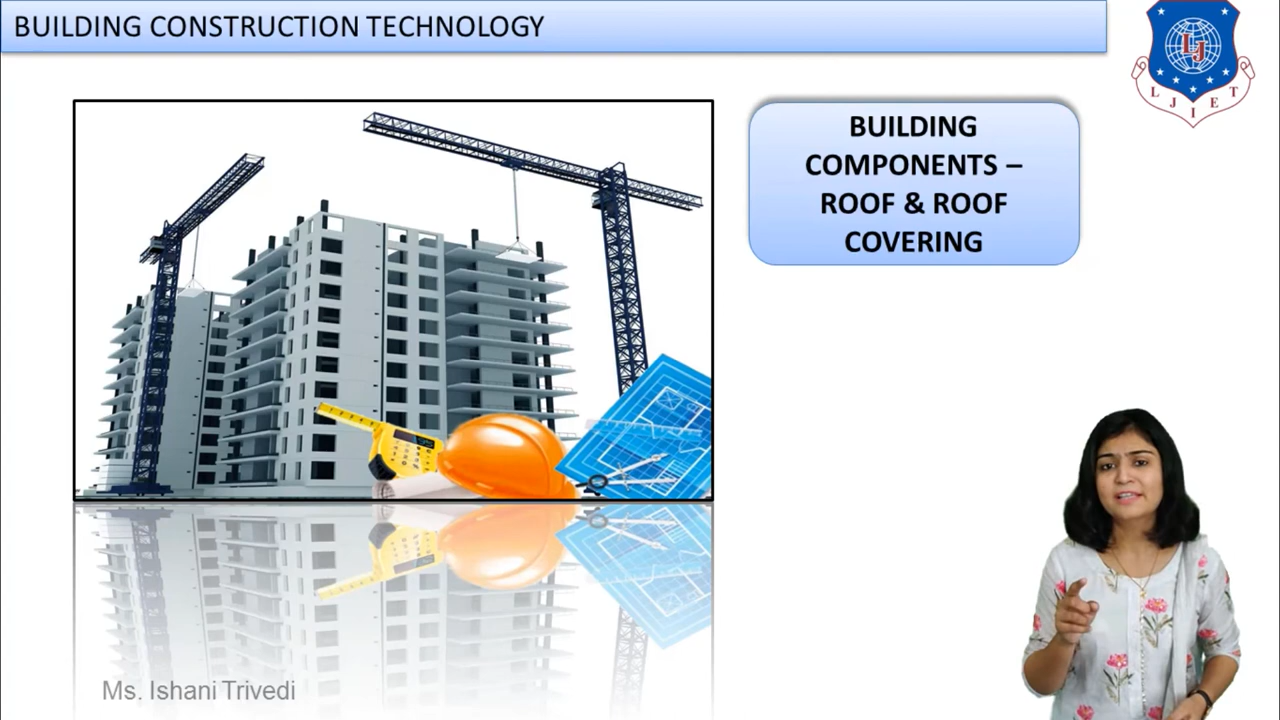 BUILDING CONSTRUCTION TECHNOLOGY
LJ
L J I E T
BUILDING
COMPONENTS –
ROOF & ROOF
COVERING
Ms. Ishani Trivedi